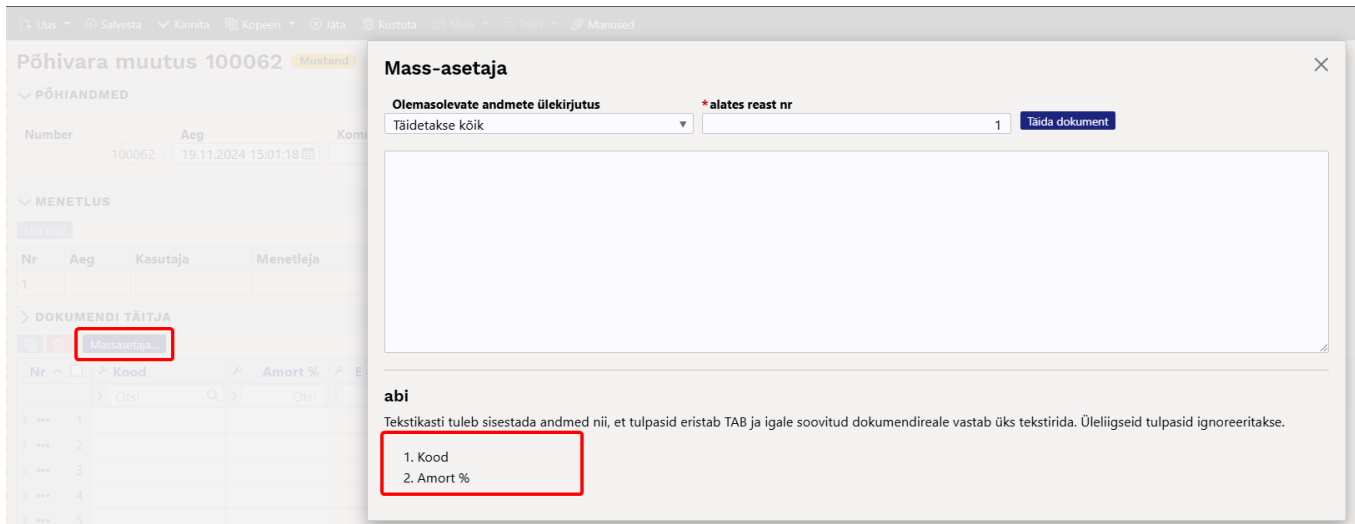 Uus Salvesta Kinnita Kopeeri Jäta Kustuta Meili Trüki Manused
Põhivara muutus 100062 Mustand
PÕHIANDMED
Number Aeg
100062 19.11.2024 15:01:18
MENETLUS
Nr Aeg Kasutaja Menetleja
1
DOKUMENDI TÄITJA
Massasetaja...
Nr Kood Amort % E
Otsi Otsi
1
2
3
4
5
Mass-asetaja
Olemasolevate andmete ülekirjutus *alates reast nr
Täidetakse kõik 1 Täida dokument
abi
Tekstikasti tuleb sisestada andmed nii, et tulpasid eristab TAB ja igale soovitud dokumendireale vastab üks tekstirida. Üleliigseid tulpasid ignoreeritakse.
1. Kood
2. Amort %